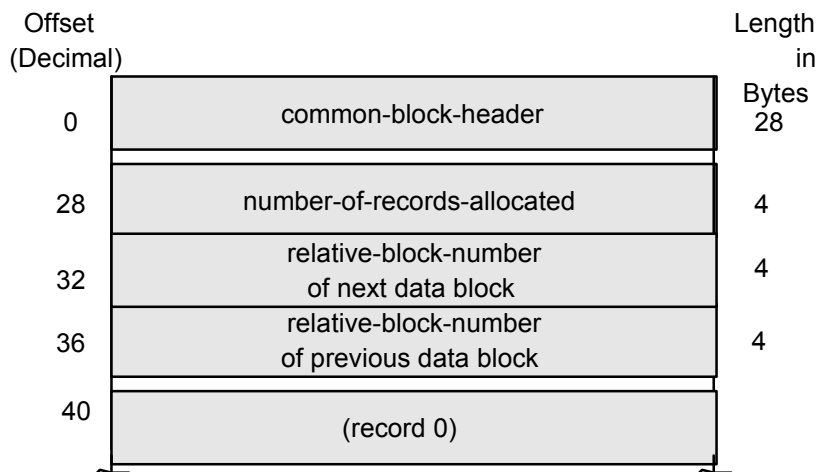 Offset
(Decimal)
Length
in
Bytes
0
common-block-header
28
28
number-of-records-allocated
4
32
relative-block-number
of next data block
4
36
relative-block-number
of previous data block
4
40
(record 0)